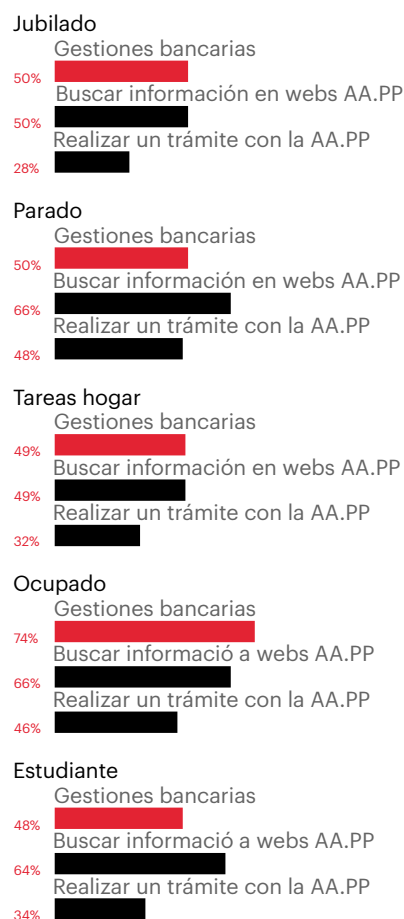 Jubilado
Gestiones bancarias
50%
Buscar información en webs AA.PP
50%
Realizar un trámite con la AA.PP
28%
Parado
Gestiones bancarias
50%
Buscar información en webs AA.PP
66%
Realizar un trámite con la AA.PP
48%
Tareas hogar
Gestiones bancarias
49%
Buscar información en webs AA.PP
49%
Realizar un trámite con la AA.PP
32%
Ocupado
Gestiones bancarias
74%
Buscar informació a webs AA.PP
66%
Realizar un trámite con la AA.PP
46%
Estudiante
Gestiones bancarias
48%
Buscar informació a webs AA.PP
64%
Realizar un trámite con la AA.PP
34%